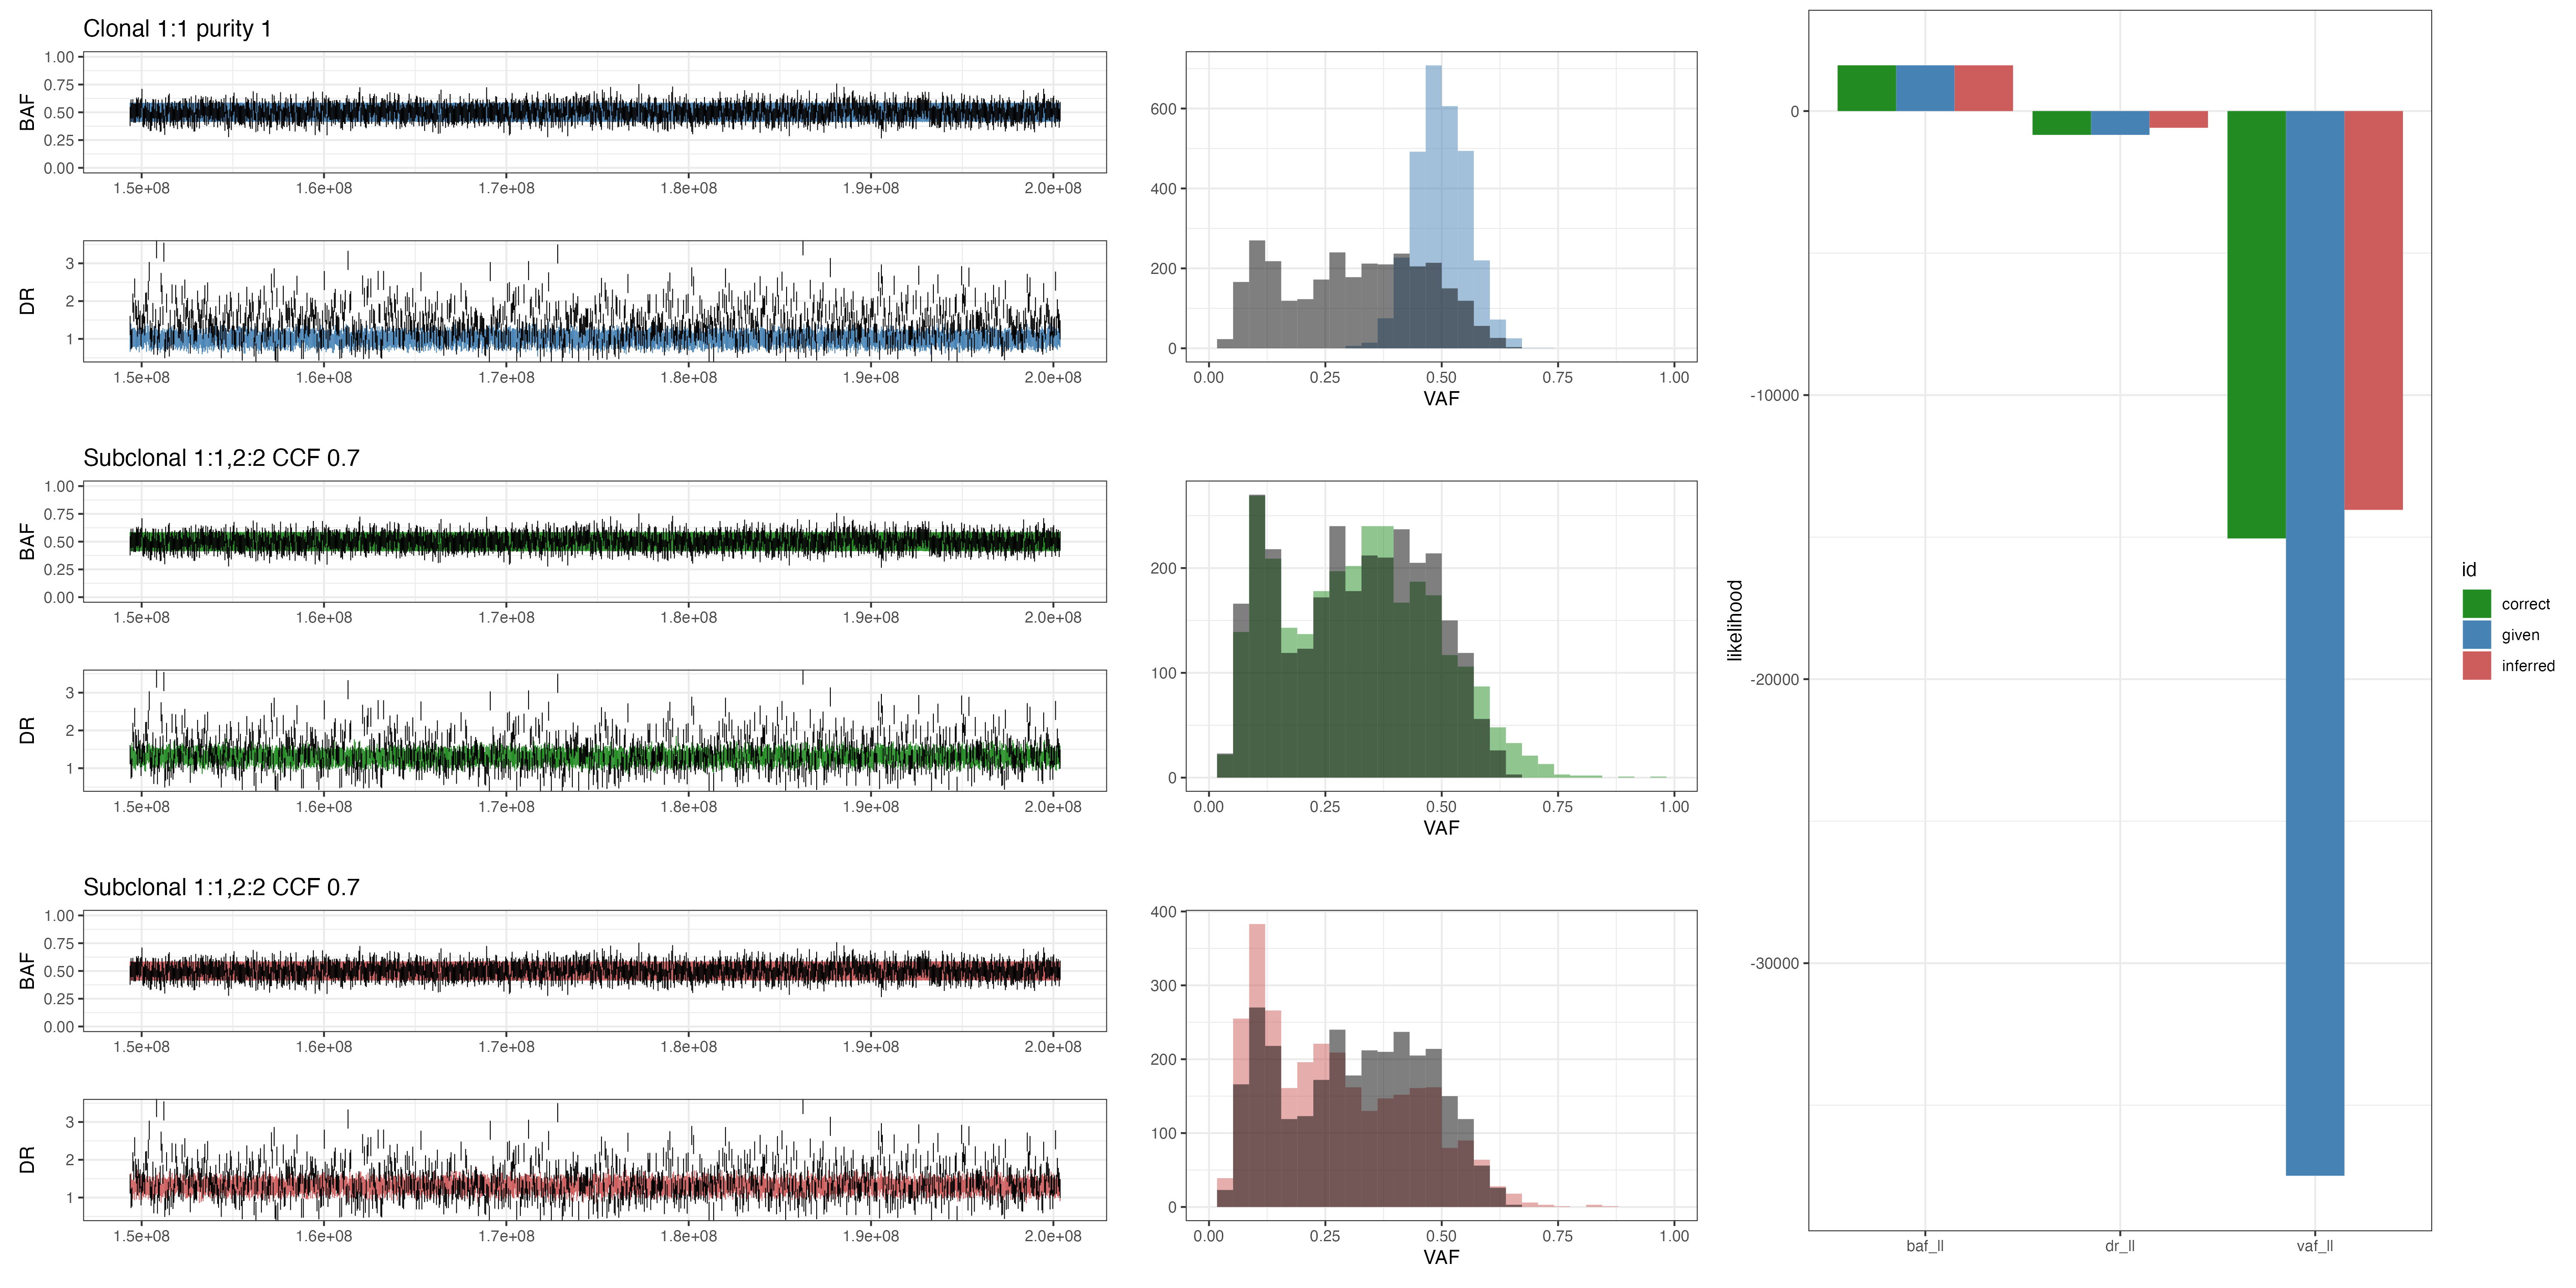 Clonal 1:1 purity 1
BAF
1.00
0.75
0.50
0.25
0.00
1.5e+08 1.6e+08 1.7e+08 1.8e+08 1.9e+08 2.0e+08
DR
3
2
1
1.5e+08 1.6e+08 1.7e+08 1.8e+08 1.9e+08 2.0e+08
600
400
200
0
0.00 0.25 0.50 0.75 1.00
VAF
Subclonal 1:1,2:2 CCF 0.7
BAF
1.00
0.75
0.50
0.25
0.00
1.5e+08 1.6e+08 1.7e+08 1.8e+08 1.9e+08 2.0e+08
DR
3
2
1
1.5e+08 1.6e+08 1.7e+08 1.8e+08 1.9e+08 2.0e+08
200
100
0
0.00 0.25 0.50 0.75 1.00
VAF
Subclonal 1:1,2:2 CCF 0.7
BAF
1.00
0.75
0.50
0.25
0.00
1.5e+08 1.6e+08 1.7e+08 1.8e+08 1.9e+08 2.0e+08
DR
3
2
1
1.5e+08 1.6e+08 1.7e+08 1.8e+08 1.9e+08 2.0e+08
400
300
200
100
0
0.00 0.25 0.50 0.75 1.00
VAF
likelihood
0
-10000
-20000
-30000
baf_ll dr_ll vaf_ll
id
correct
given
inferred